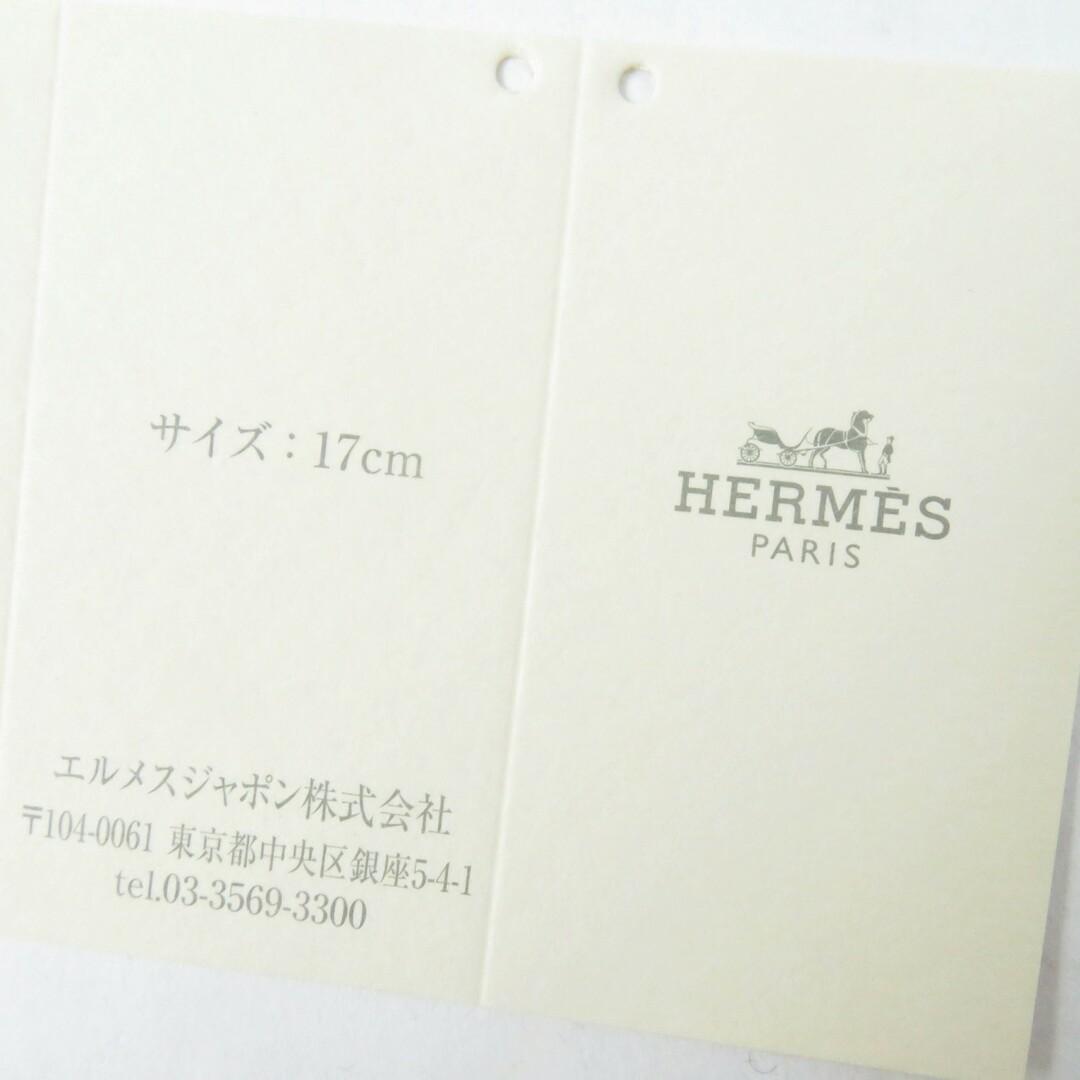 サイズ : 17cm
エルメスジャポン株式会社
〒104-0061 東京都中央区銀座5-4-1
tel.03-3569-3300
HERMÈS
PARIS